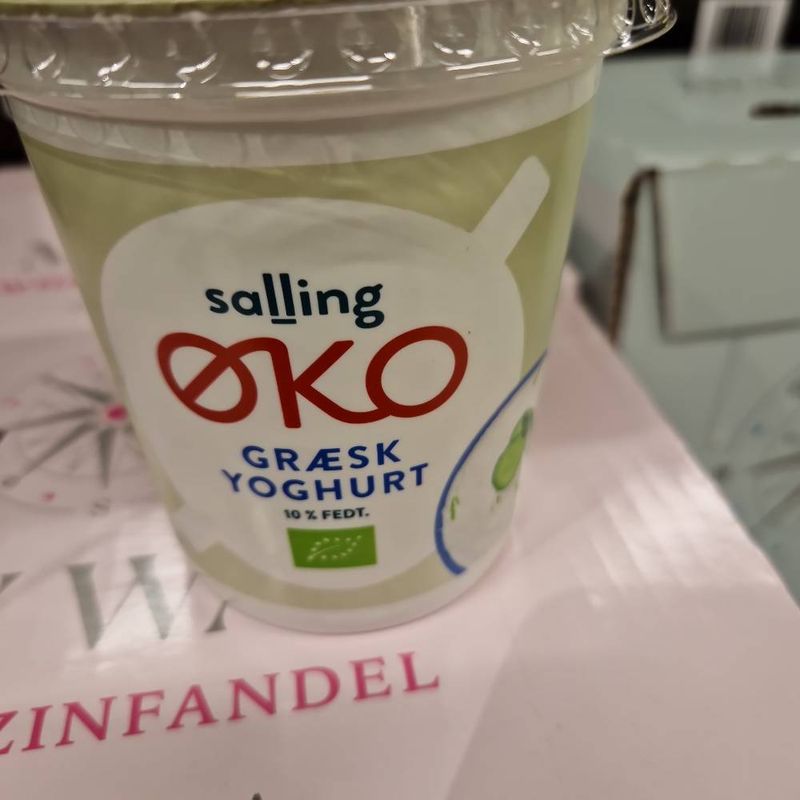 salling
ØKO
GRÆSK
YOGHURT
10 % FEDT.
ZINFANDEL